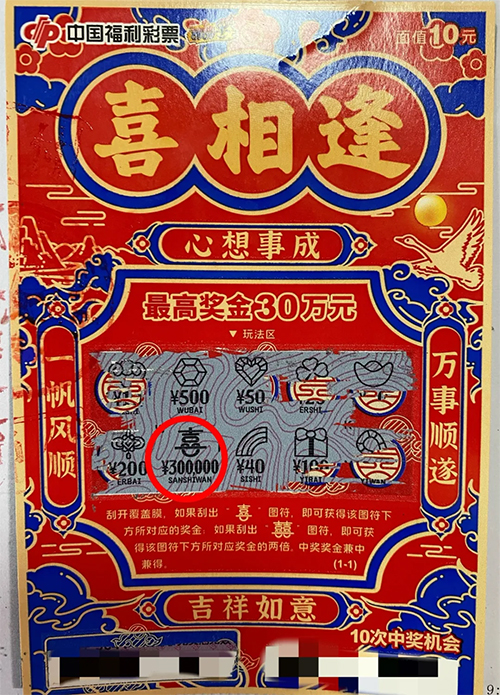 中国福利彩票
面值10元
喜相逢
心想事成
最高奖金30万元
▼玩法区
一帆风顺
万事顺遂
¥500
WUBAI
¥50
WUSHI
ERSHI
¥200
ERBAI
喜
¥300000
SANSHIWAN
¥40
SISHI
YIBAI
YIWAN
刮开覆盖膜，如果刮出“喜”图符，即可获得该图符下
方所对应的奖金；如果刮出“囍”图符，即可获
得该图符下方所对应奖金的两倍。中奖奖金兼中
兼得。
(1-1)
吉祥如意
10次中奖机会